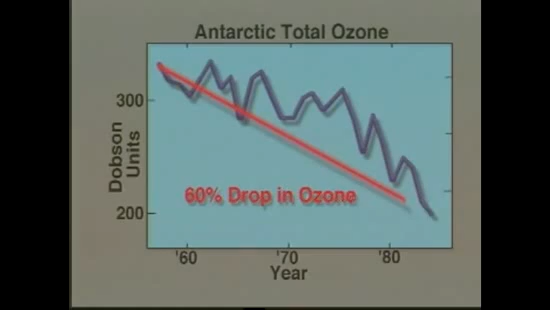 Antarctic Total Ozone
300
200
Dobson
Units
60% Drop in Ozone
'60
'70
'80
Year